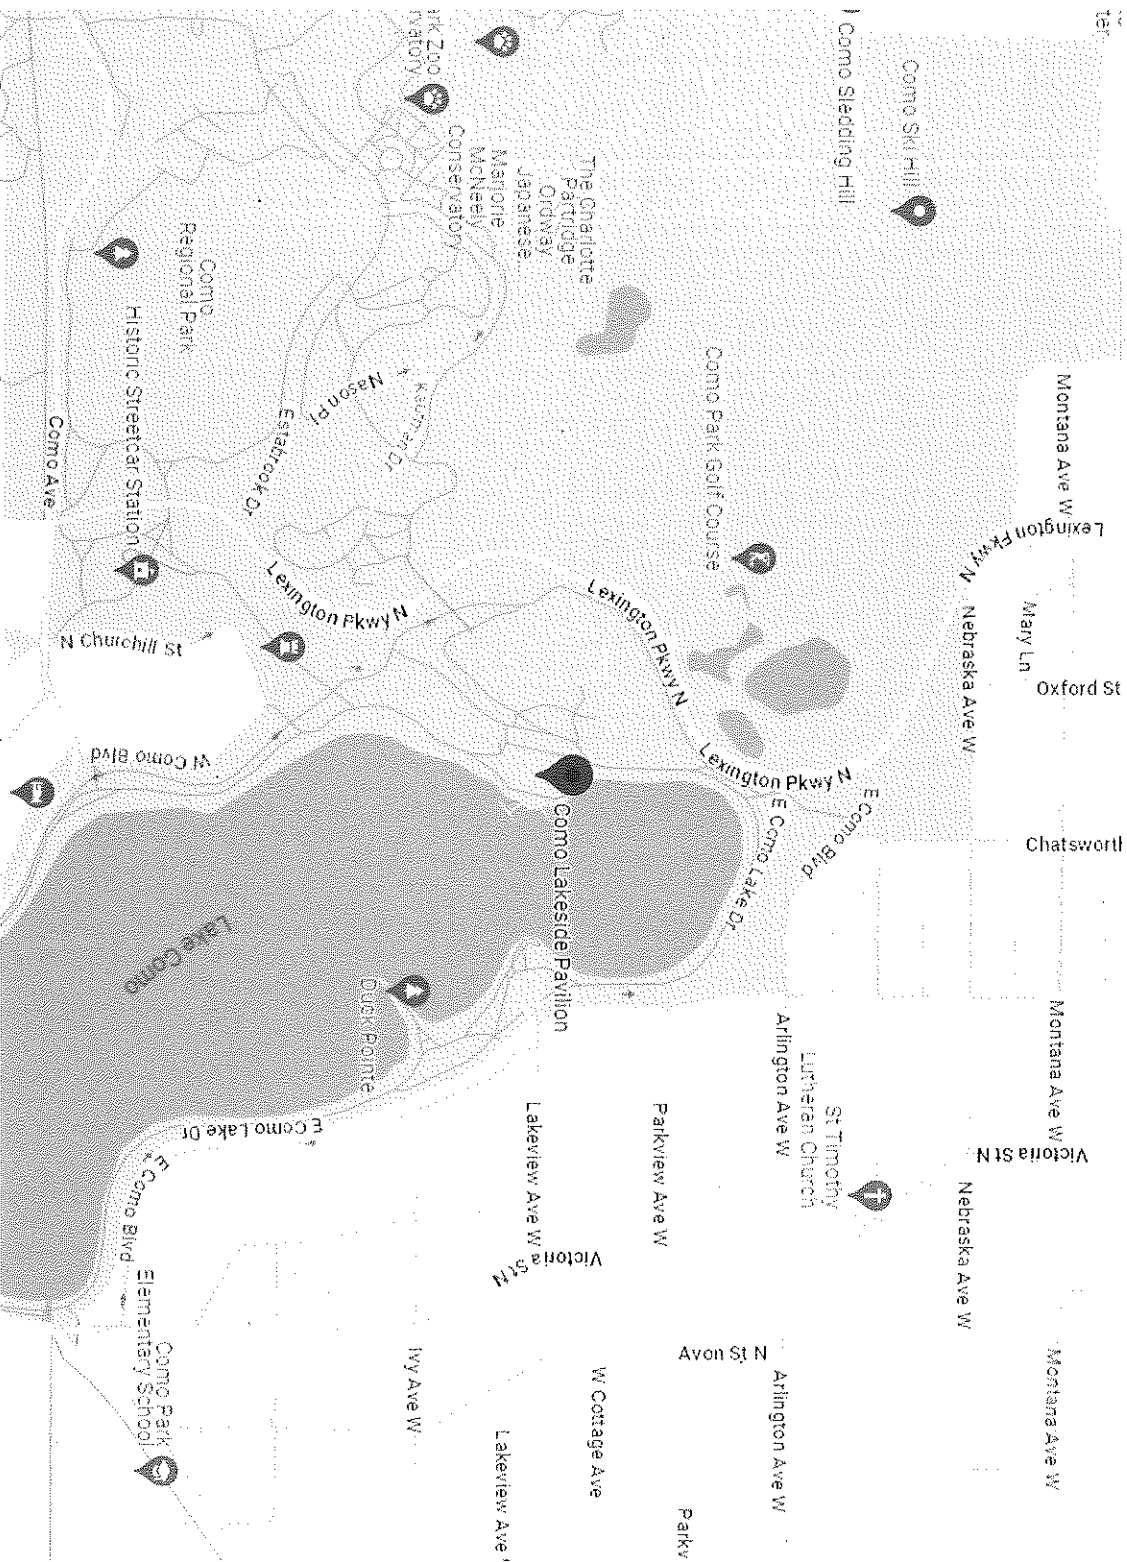 ter
Como Ski Hill
Como Sledding Hill
rk Zoo
rvatory
Marjorie
McNeely
Conservatory
The Charlotte
Partridge
Ordway
Japanese
Como
Regional Park
Historic Streetcar Station
Como Ave
Estabrook Dr
Nason Pl
Kaufman Dr
Como Park Golf Course
Montana Ave W
Lexington Pkwy N
Mary Ln
Nebraska Ave W
Oxford St
Lexington Pkwy N
Lexington Pkwy N
Lexington Pkwy N
N Churchill St
W Como Blvd
E Como Lake Dr
E Como Blvd
Chatsworth
Como Lakeside Pavilion
Lake Como
Duck Pointe
Arlington Ave W
Montana Ave W
St Timothy
Lutheran Church
Victoria St N
Nebraska Ave W
Parkview Ave W
Lakeview Ave W
Victoria St N
E Como Lake Dr
E Como Blvd
Como Park
Elementary School
Ivy Ave W
Avon St N
W Cottage Ave
Arlington Ave W
Montana Ave W
Lakeview Ave
Parkv